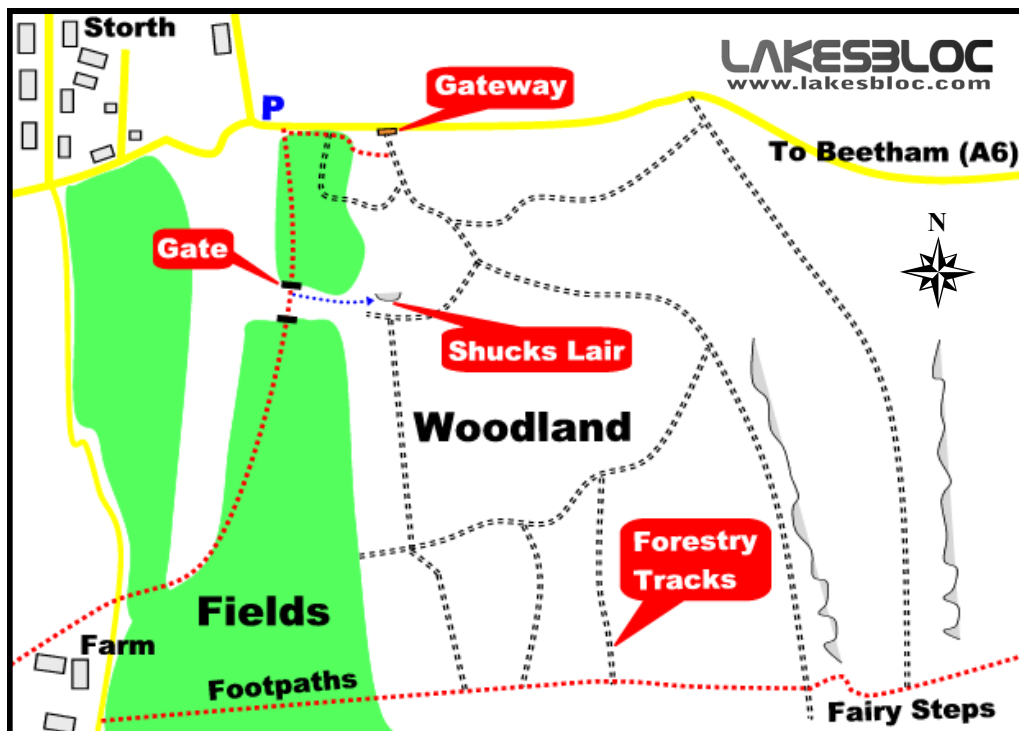 Storth
LAKESBLOC
www.lakesbloc.com
Gateway
P
To Beetham (A6)
N
Gate
Shucks Lair
Woodland
Forestry
Tracks
Fields
Farm
Footpaths
Fairy Steps